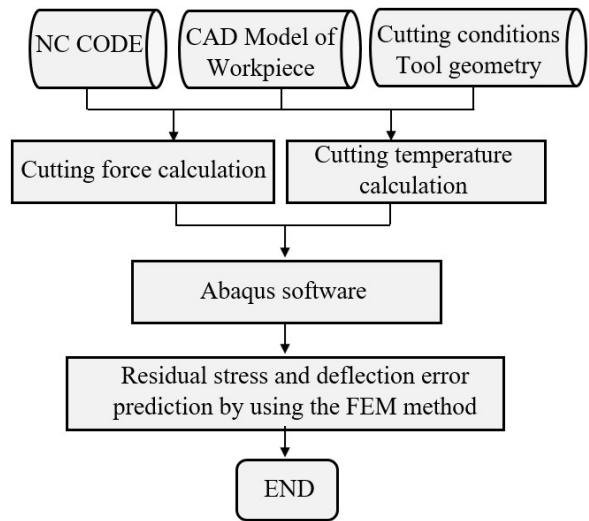 NC CODE
CAD Model of
Workpiece
Cutting conditions
Tool geometry
Cutting force calculation
Cutting temperature
calculation
Abaqus software
Residual stress and deflection error
prediction by using the FEM method
END